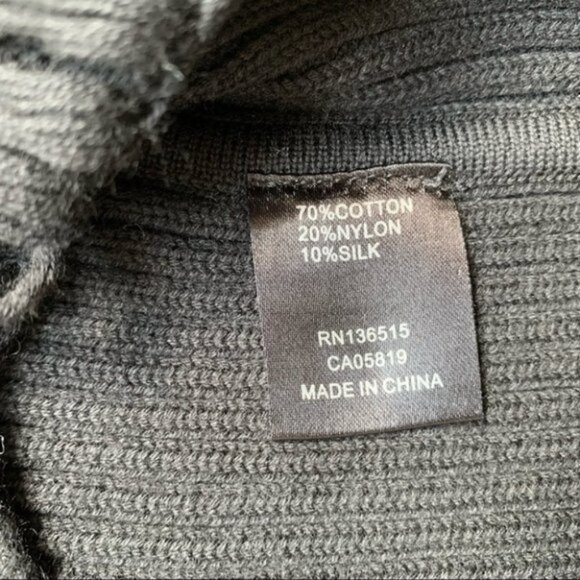 70%COTTON
20%NYLON
10%SILK
RN136515
CA05819
MADE IN CHINA